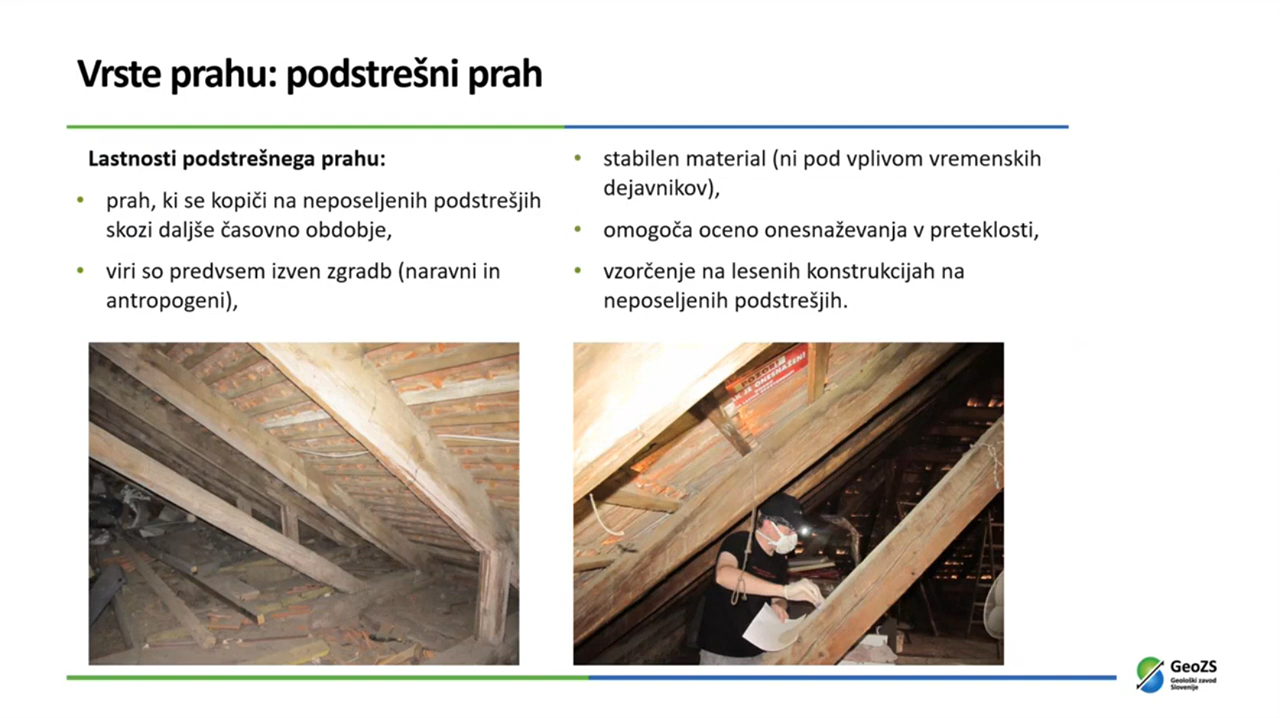 Vrste prahu: podstrešni prah
Lastnosti podstrešnega prahu:
• prah, ki se kopiči na neposeljenih podstrešjih
skozi daljše časovno obdobje,
• viri so predvsem izven zgradb (naravni in
antropogeni),
• stabilen material (ni pod vplivom vremenskih
dejavnikov),
• omogoča oceno onesnaževanja v preteklosti,
• vzorčenje na lesenih konstrukcijah na
neposeljenih podstrešjih.
JE ONESNAŽENI
GeoZS
Geološki zavod
Slovenije